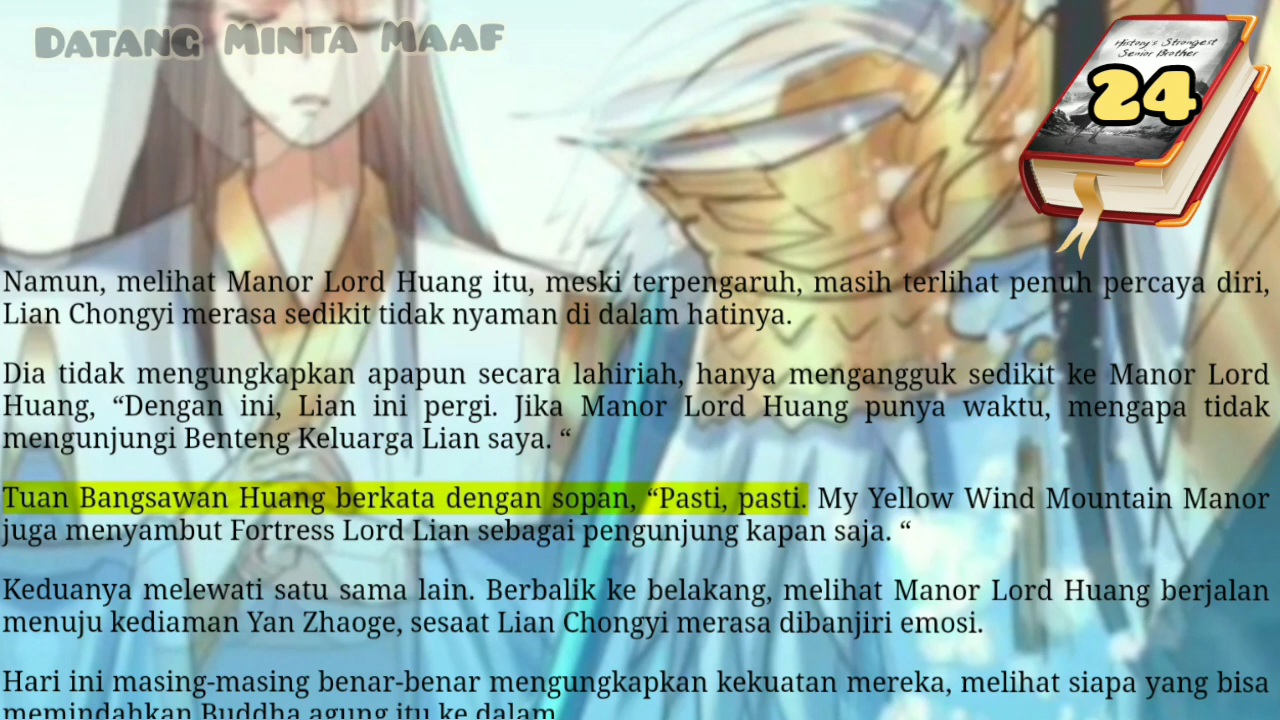 Datang Minta Maaf
History's Strongest
Senior Brother
24
Namun, melihat Manor Lord Huang itu, meski terpengaruh, masih terlihat penuh percaya diri,
Lian Chongyi merasa sedikit tidak nyaman di dalam hatinya.
Dia tidak mengungkapkan apapun secara lahiriah, hanya mengangguk sedikit ke Manor Lord
Huang, “Dengan ini, Lian ini pergi. Jika Manor Lord Huang punya waktu, mengapa tidak
mengunjungi Benteng Keluarga Lian saya. “
Tuan Bangsawan Huang berkata dengan sopan, “Pasti, pasti. My Yellow Wind Mountain Manor
juga menyambut Fortress Lord Lian sebagai pengunjung kapan saja. “
Keduanya melewati satu sama lain. Berbalik ke belakang, melihat Manor Lord Huang berjalan
menuju kediaman Yan Zhaoge, sesaat Lian Chongyi merasa dibanjiri emosi.
Hari ini masing-masing benar-benar mengungkapkan kekuatan mereka, melihat siapa yang bisa
memindahkan Buddha agung itu ke dalam